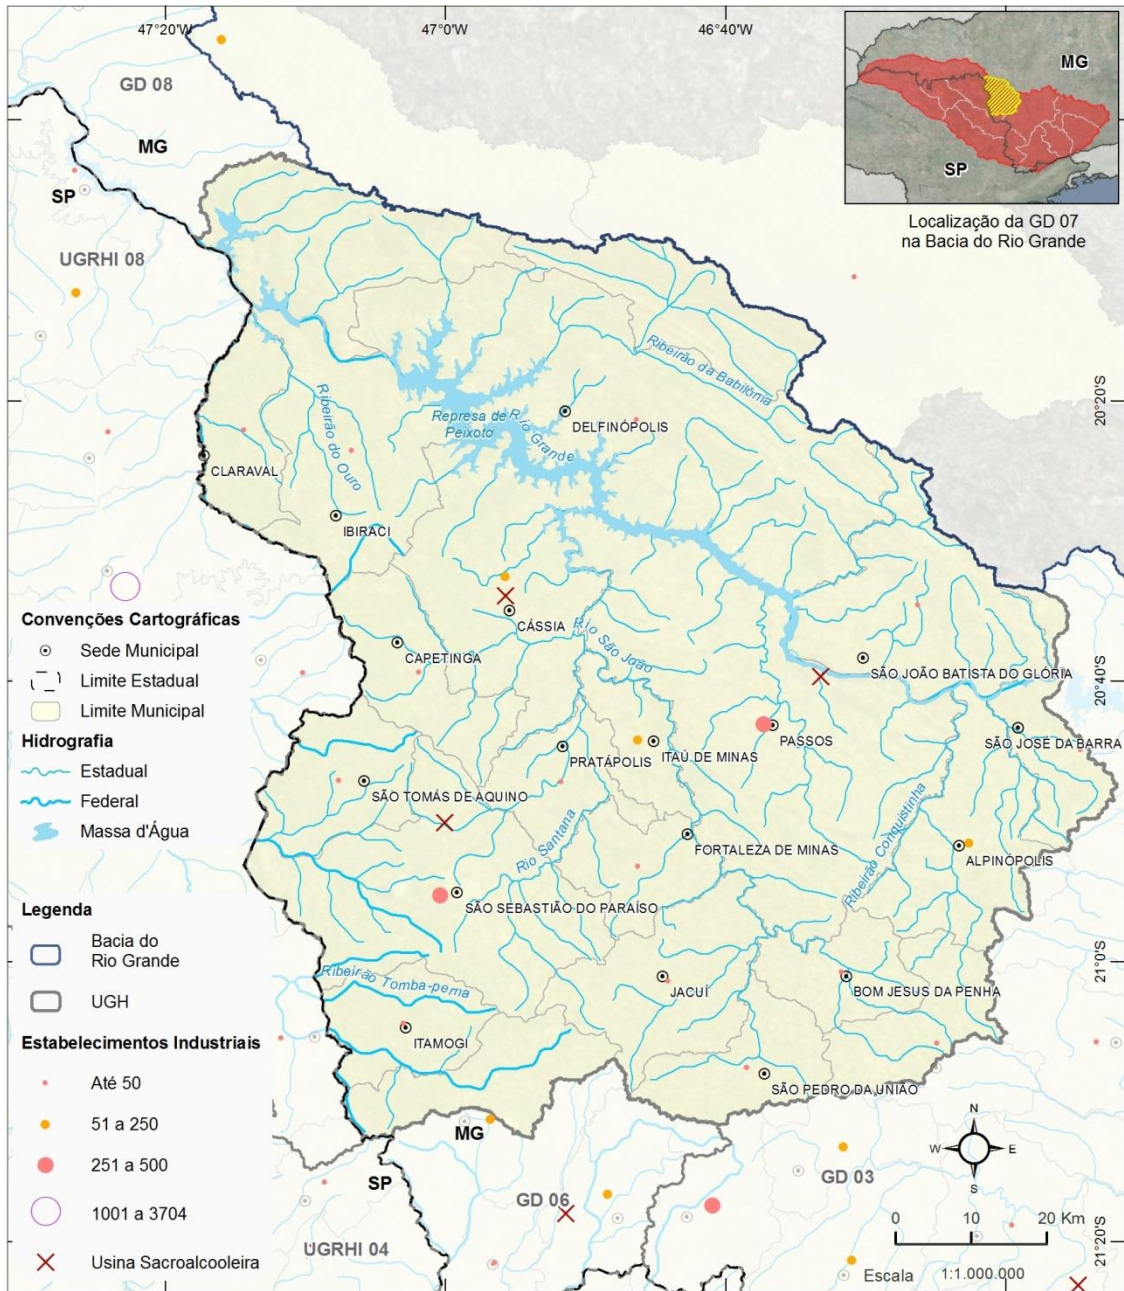 47°20'W
47°0'W
46°40'W
GD 08
MG
SP
UGRHI 08
MG
SP
Localização da GD 07
na Bacia do Rio Grande
Ribeirão da Babilônia
20°20'S
Represa de
Peixoto
Rio Grande
DELFINÓPOLIS
Ribeirão do Ouro
CLARAVAL
IBIRACI
CÁSSIA
Rio São João
CAPETINGA
SÃO JOÃO BATISTA DO GLÓRIA
20°40'S
PASSOS
SÃO JOSÉ DA BARRA
PRATÁPOLIS
ITAÚ DE MINAS
SÃO TOMÁS DE AQUINO
Rio Santana
FORTALEZA DE MINAS
Ribeirão Conquistinha
ALPINÓPOLIS
SÃO SEBASTIÃO DO PARAÍSO
21°0'S
Ribeirão Tomba-perna
JACUÍ
BOM JESUS DA PENHA
ITAMOGI
SÃO PEDRO DA UNIÃO
MG
SP
GD 06
GD 03
UGRHI 04
21°20'S
Convenções Cartográficas
Sede Municipal
Limite Estadual
Limite Municipal
Hidrografia
Estadual
Federal
Massa d'Água
Legenda
Bacia do
Rio Grande
UGH
Estabelecimentos Industriais
Até 50
51 a 250
251 a 500
1001 a 3704
Usina Sacroalcooleira
N
W
E
S
0 10 20 Km
Escala 1:1.000.000